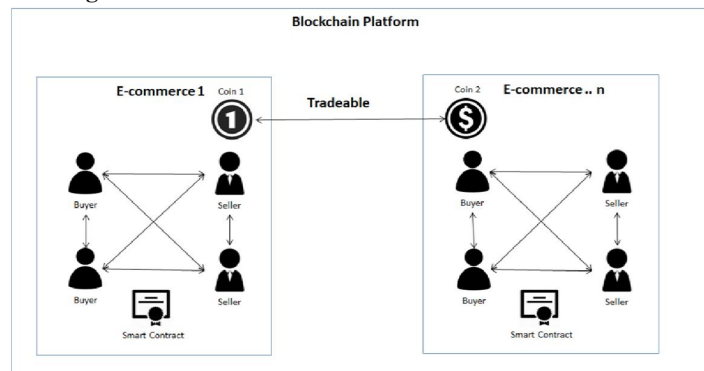 Blockchain Platform
E-commerce 1
Coin 1
1
Buyer
Seller
Buyer
Seller
Smart Contract
Tradeable
Coin 2
E-commerce .. n
$
Buyer
Seller
Buyer
Seller
Smart Contract